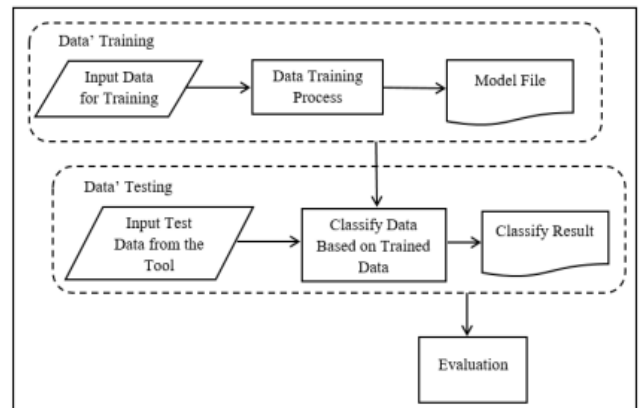 Data' Training
Input Data
for Training
Data Training
Process
Model File
Data' Testing
Input Test
Data from the
Tool
Classify Data
Based on Trained
Data
Classify Result
Evaluation